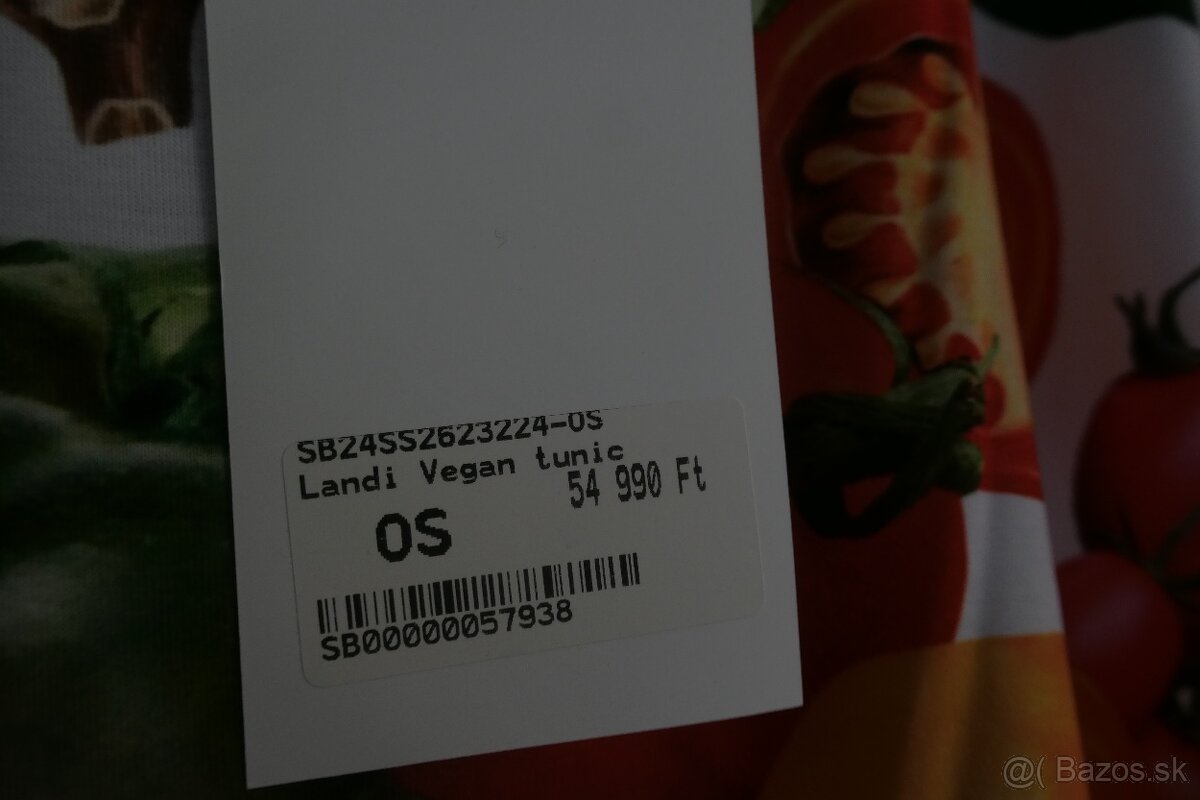 SB24SS2623224-OS
Landi Vegan tunic
54 990 Ft
OS
SB00000057938
@( Bazos.sk